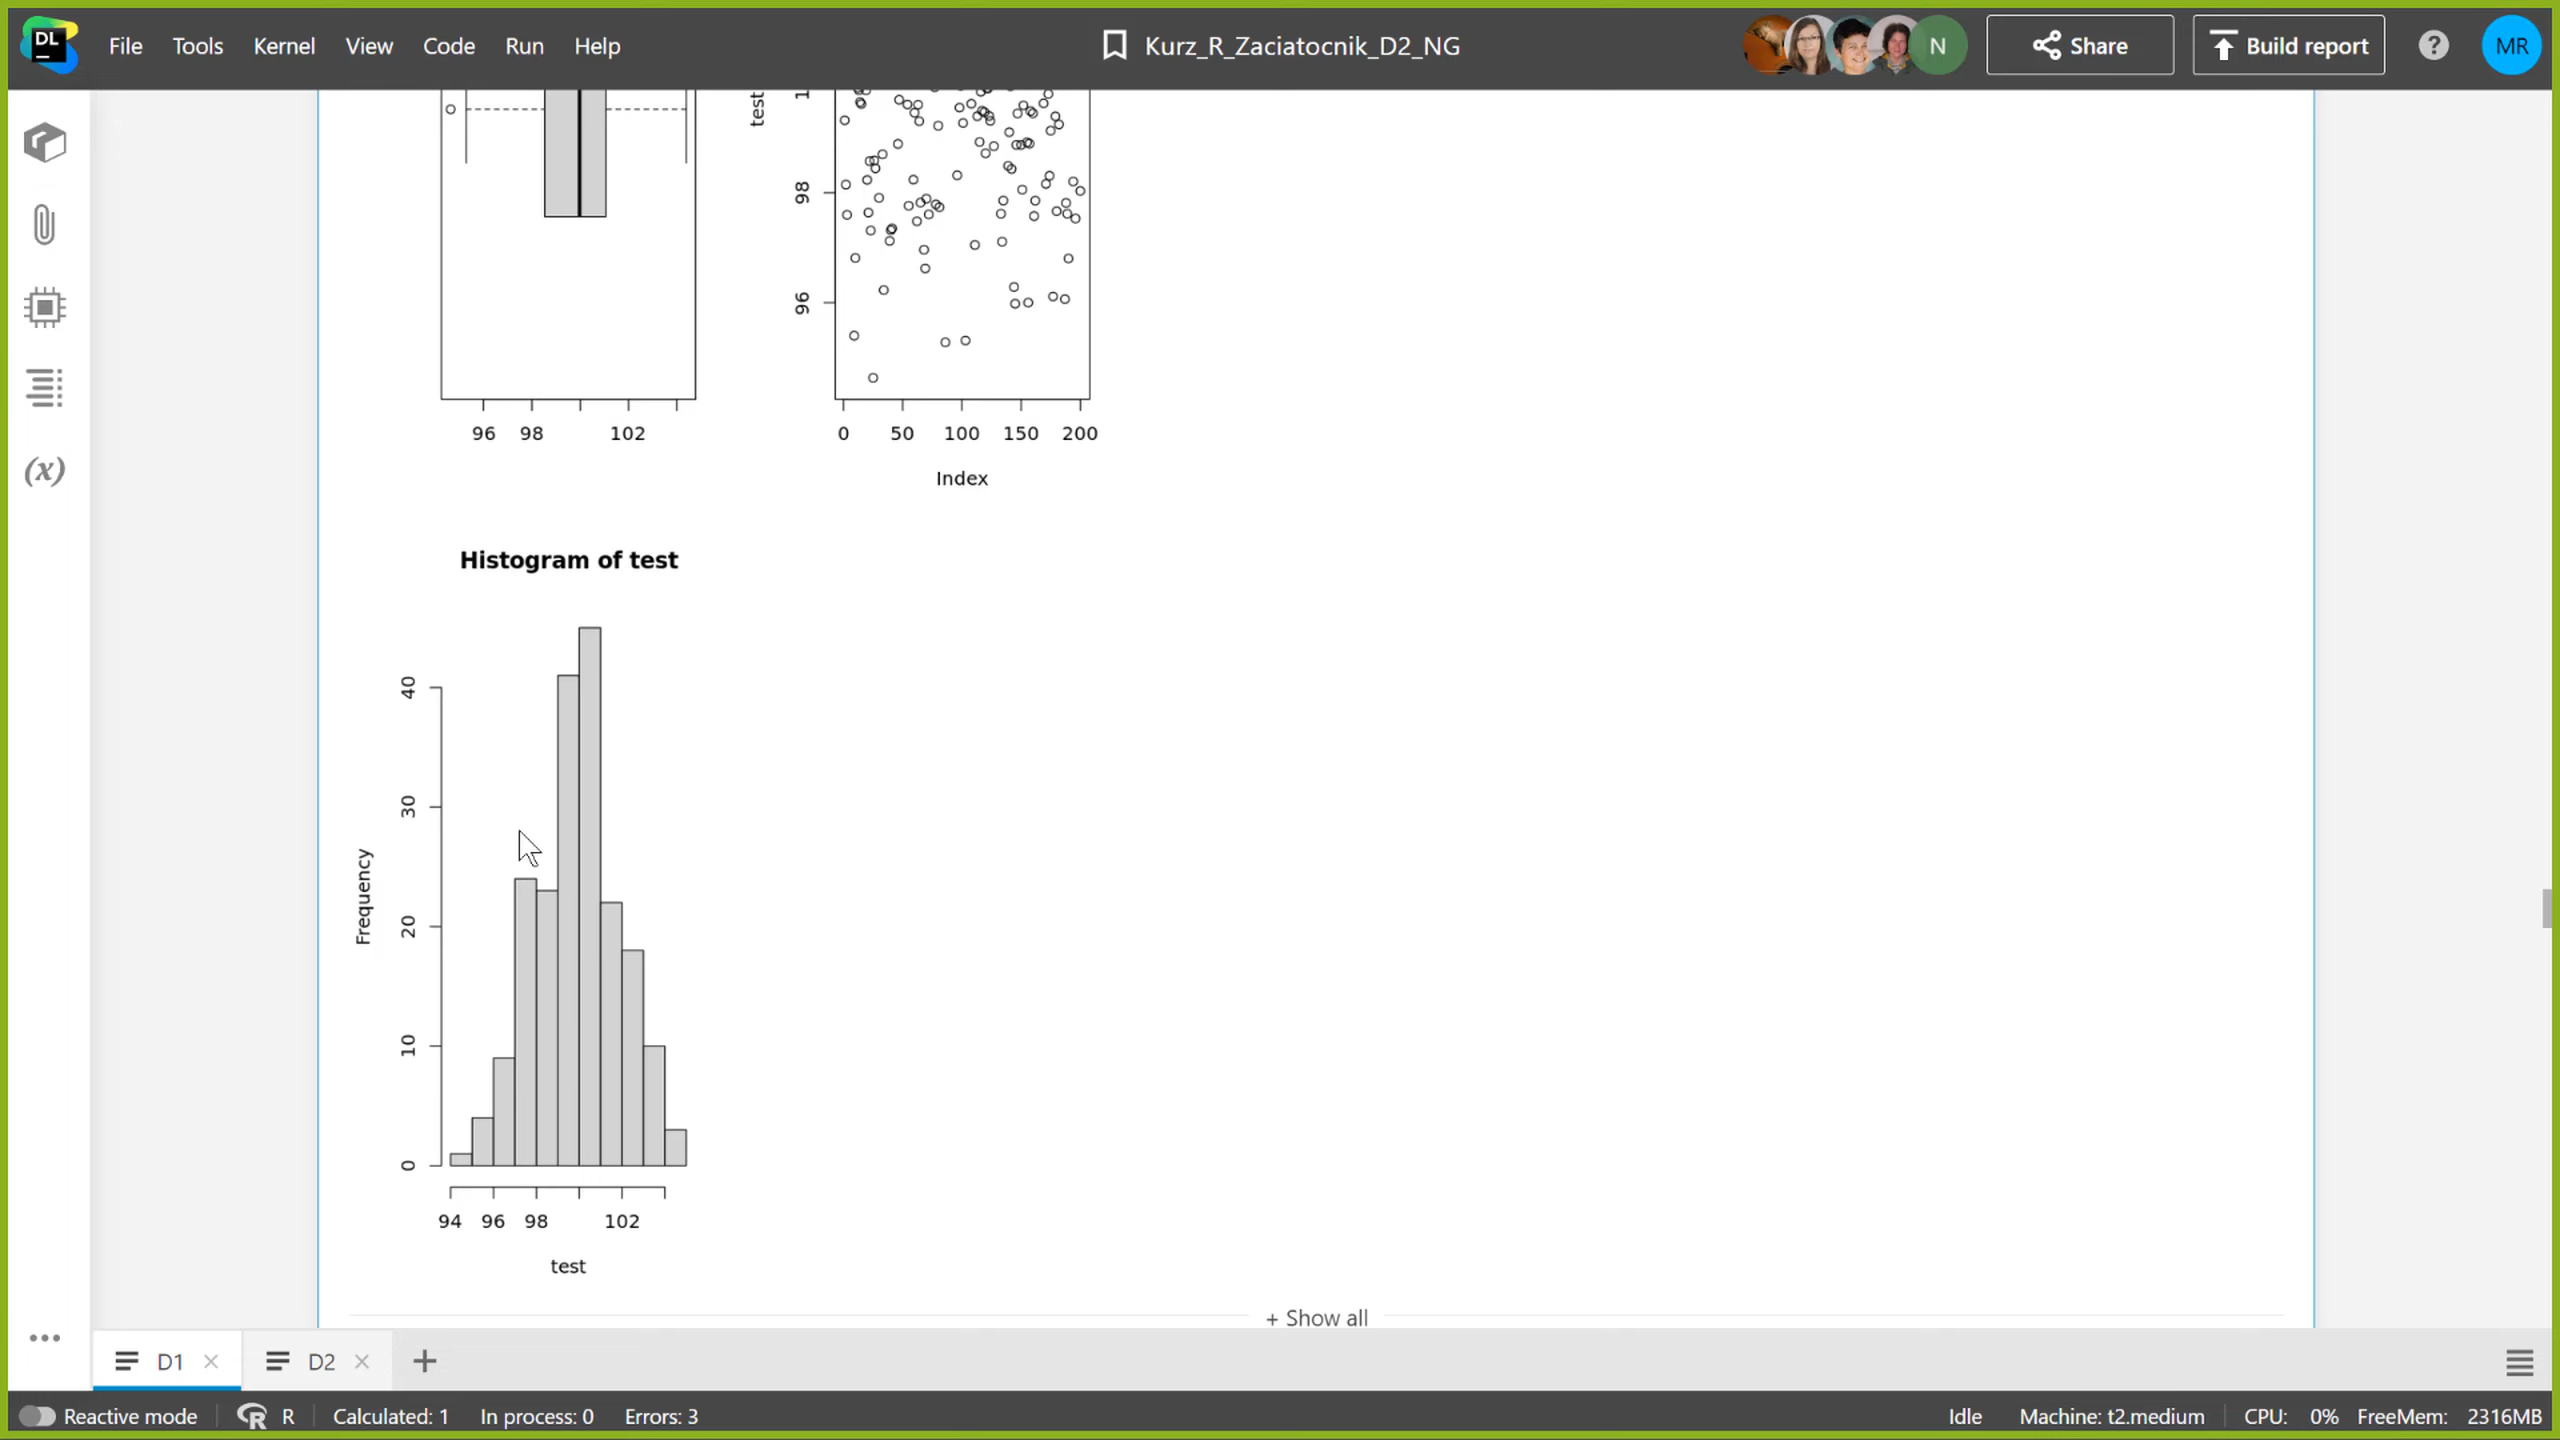 DL
File Tools Kernel View Code Run Help
Kurz_R_Zaciatocnik_D2_NG
N
Share
Build report
?
MR
96 98 102
test
98
96
0 50 100 150 200
Index
Histogram of test
Frequency
40
30
20
10
0
94 96 98 102
test
+ Show all
(x)
D1 D2
Reactive mode R Calculated: 1 In process: 0 Errors: 3
Idle Machine: t2.medium CPU: 0% FreeMem: 2316MB